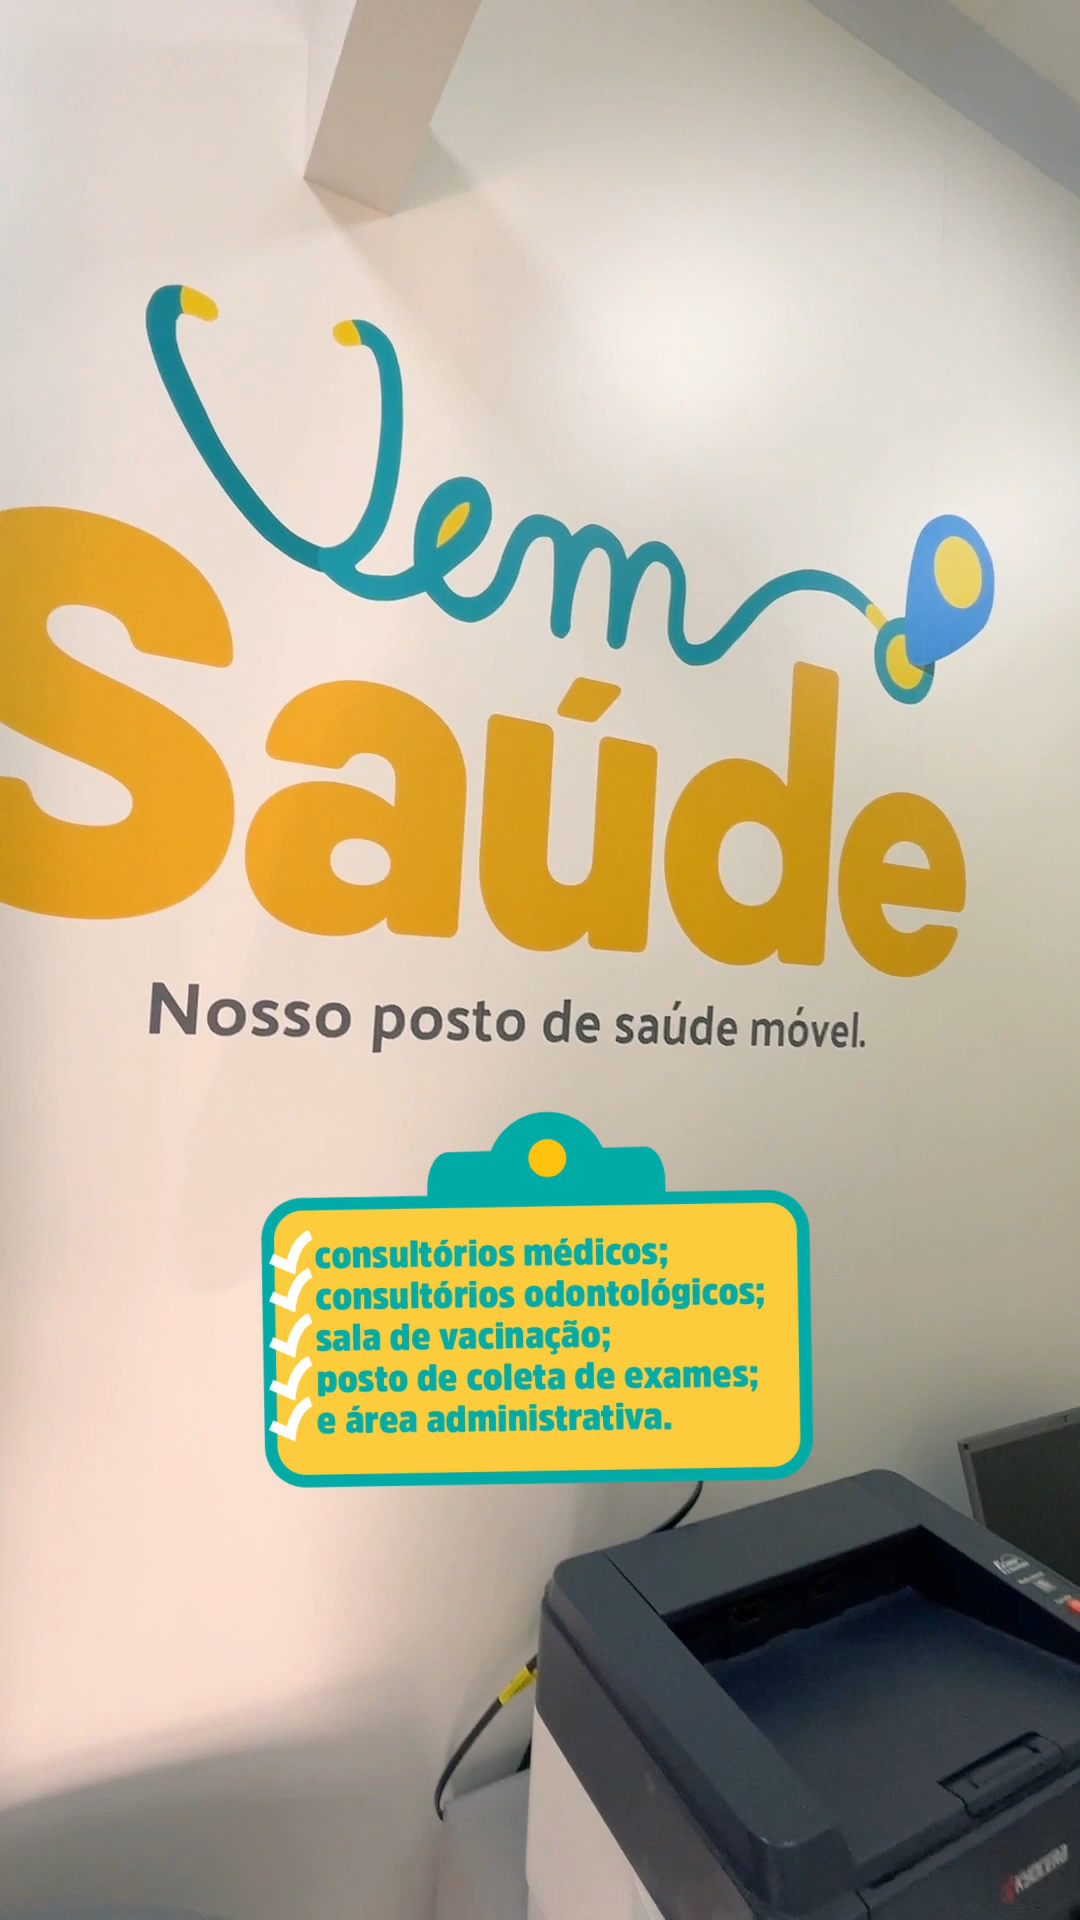 Vem
Saúde
Nosso posto de saúde móvel.
consultórios médicos;
consultórios odontológicos;
sala de vacinação;
posto de coleta de exames;
e área administrativa.
KYOCERA